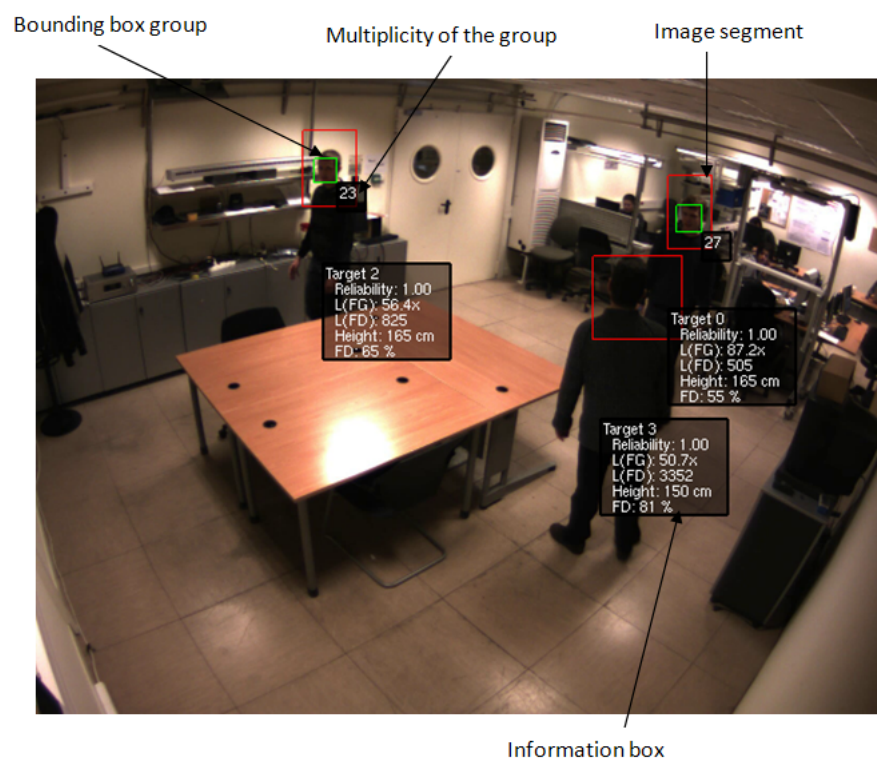 Bounding box group
Multiplicity of the group
Image segment
23
27
Target 2
Reliability: 1.00
L(FG): 56.4x
L(FD): 825
Height: 165 cm
FD: 65 %
Target 0
Reliability: 1.00
L(FG): 87.2x
L(FD): 505
Height: 165 cm
FD: 55 %
Target 3
Reliability: 1.00
L(FG): 50.7x
L(FD): 3352
Height: 150 cm
FD: 81 %
Information box